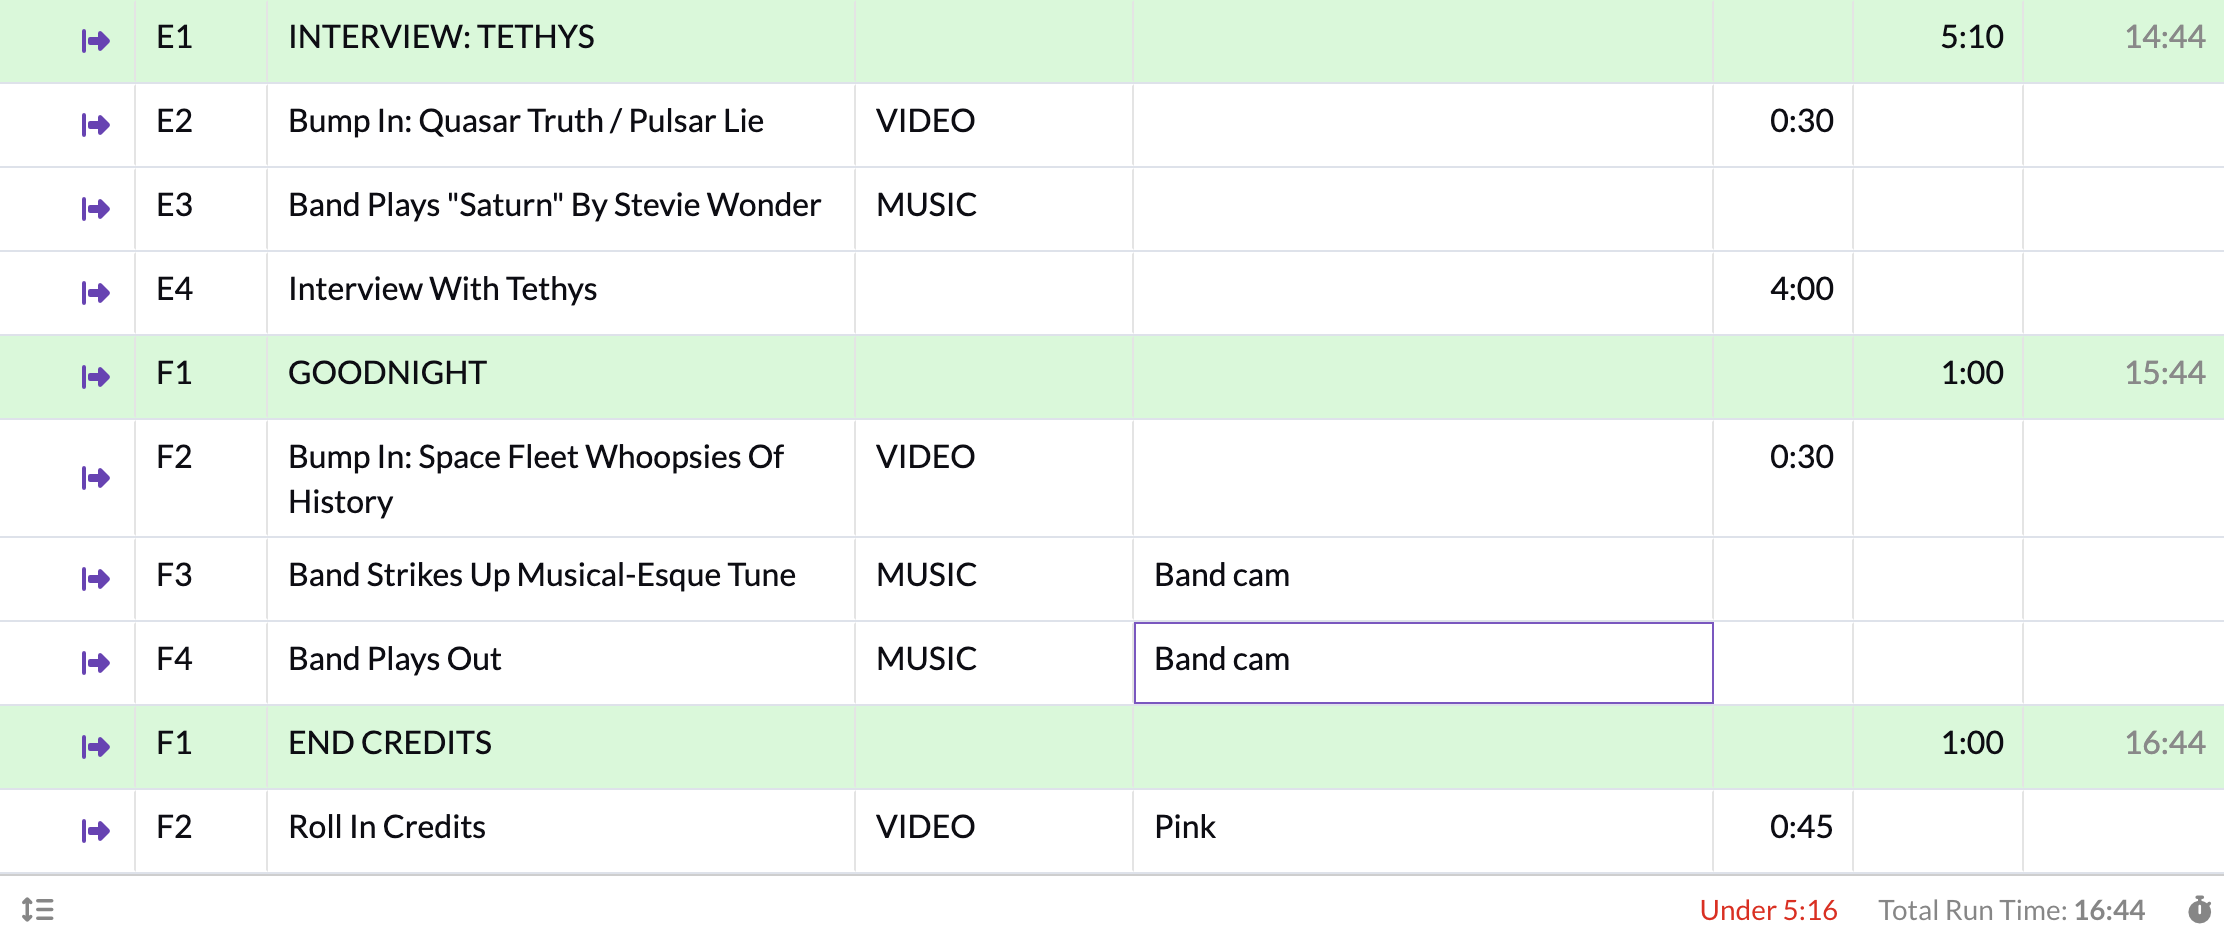 E1 INTERVIEW: TETHYS 5:10 14:44
E2 Bump In: Quasar Truth / Pulsar Lie VIDEO 0:30
E3 Band Plays "Saturn" By Stevie Wonder MUSIC
E4 Interview With Tethys 4:00
F1 GOODNIGHT 1:00 15:44
F2 Bump In: Space Fleet Whoopsies Of VIDEO 0:30
History
F3 Band Strikes Up Musical-Esque Tune MUSIC Band cam
F4 Band Plays Out MUSIC Band cam
F1 END CREDITS 1:00 16:44
F2 Roll In Credits VIDEO Pink 0:45
Under 5:16 Total Run Time: 16:44